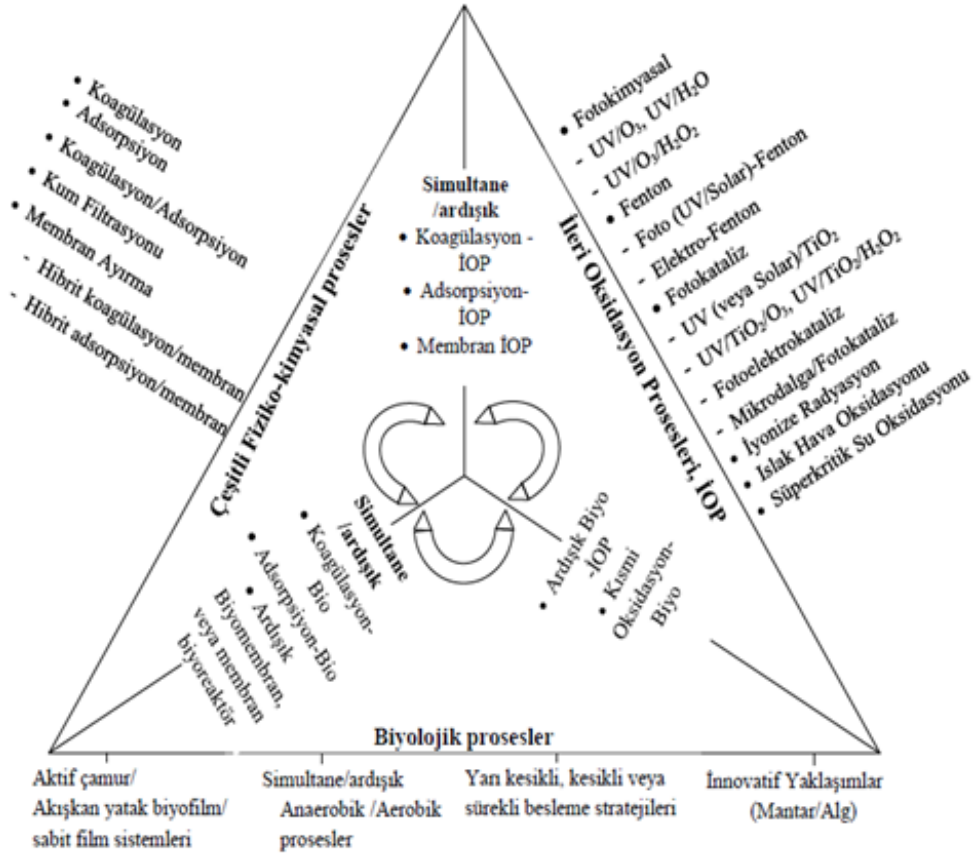 • Koagülasyon
• Adsorpsiyon
• Koagülasyon/Adsorpsiyon
• Kum Filtrasyonu
• Membran Ayırma
- Hibrit koagülasyon/membran
- Hibrit adsorpsiyon/membran
Çeşitli Fiziko-kimyasal prosesler
Simultane
/ardışık
• Koagülasyon -
İOP
• Adsorpsiyon-
İOP
• Membran İOP
İleri Oksidasyon Prosesleri, İOP
• Fotokimyasal
- UV/O₃, UV/H₂O
- UV/O₃/H₂O₂
• Fenton
- Foto (UV/Solar)-Fenton
- Elektro-Fenton
• Fotokataliz
- UV (veya Solar)/TiO₂
- UV/TiO₂/O₃, UV/TiO₂/H₂O₂
- Fotoelektrokataliz
- Mikrodalga/Fotokataliz
• İyonize Radyasyon
• Islak Hava Oksidasyonu
• Süperkritik Su Oksidasyonu
Simultane
/ardışık
• Koagülasyon-
Bio
• Adsorpsiyon-Bio
• Ardışık
Biyomembran,
veya membran
biyoreaktör
• Ardışık Biyo
-İOP
• Kısmi
Oksidasyon-
Biyo
Biyolojik prosesler
Aktif çamur/
Akışkan yatak biyofilm/
sabit film sistemleri
Simultane/ardışık
Anaerobik /Aerobik
prosesler
Yarı kesikli, kesikli veya
sürekli besleme stratejileri
İnnovatif Yaklaşımlar
(Mantar/Alg)